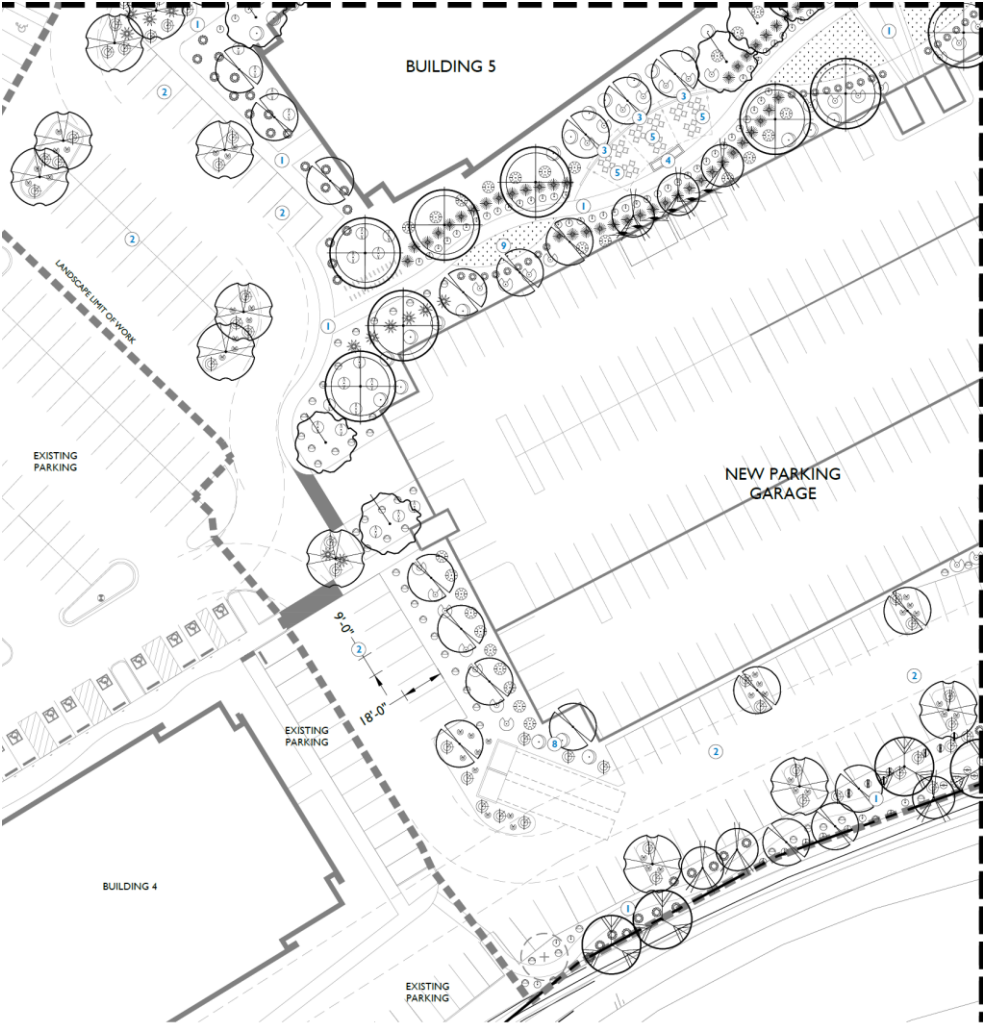 1
1
BUILDING 5
2
3
3
5
5
1
3
4
5
2
1
2
9
LANDSCAPE LIMIT OF WORK
1
EXISTING
PARKING
NEW PARKING
GARAGE
9'-0"
2
18'-0"
2
EXISTING
PARKING
8
2
1
BUILDING 4
1
EXISTING
PARKING